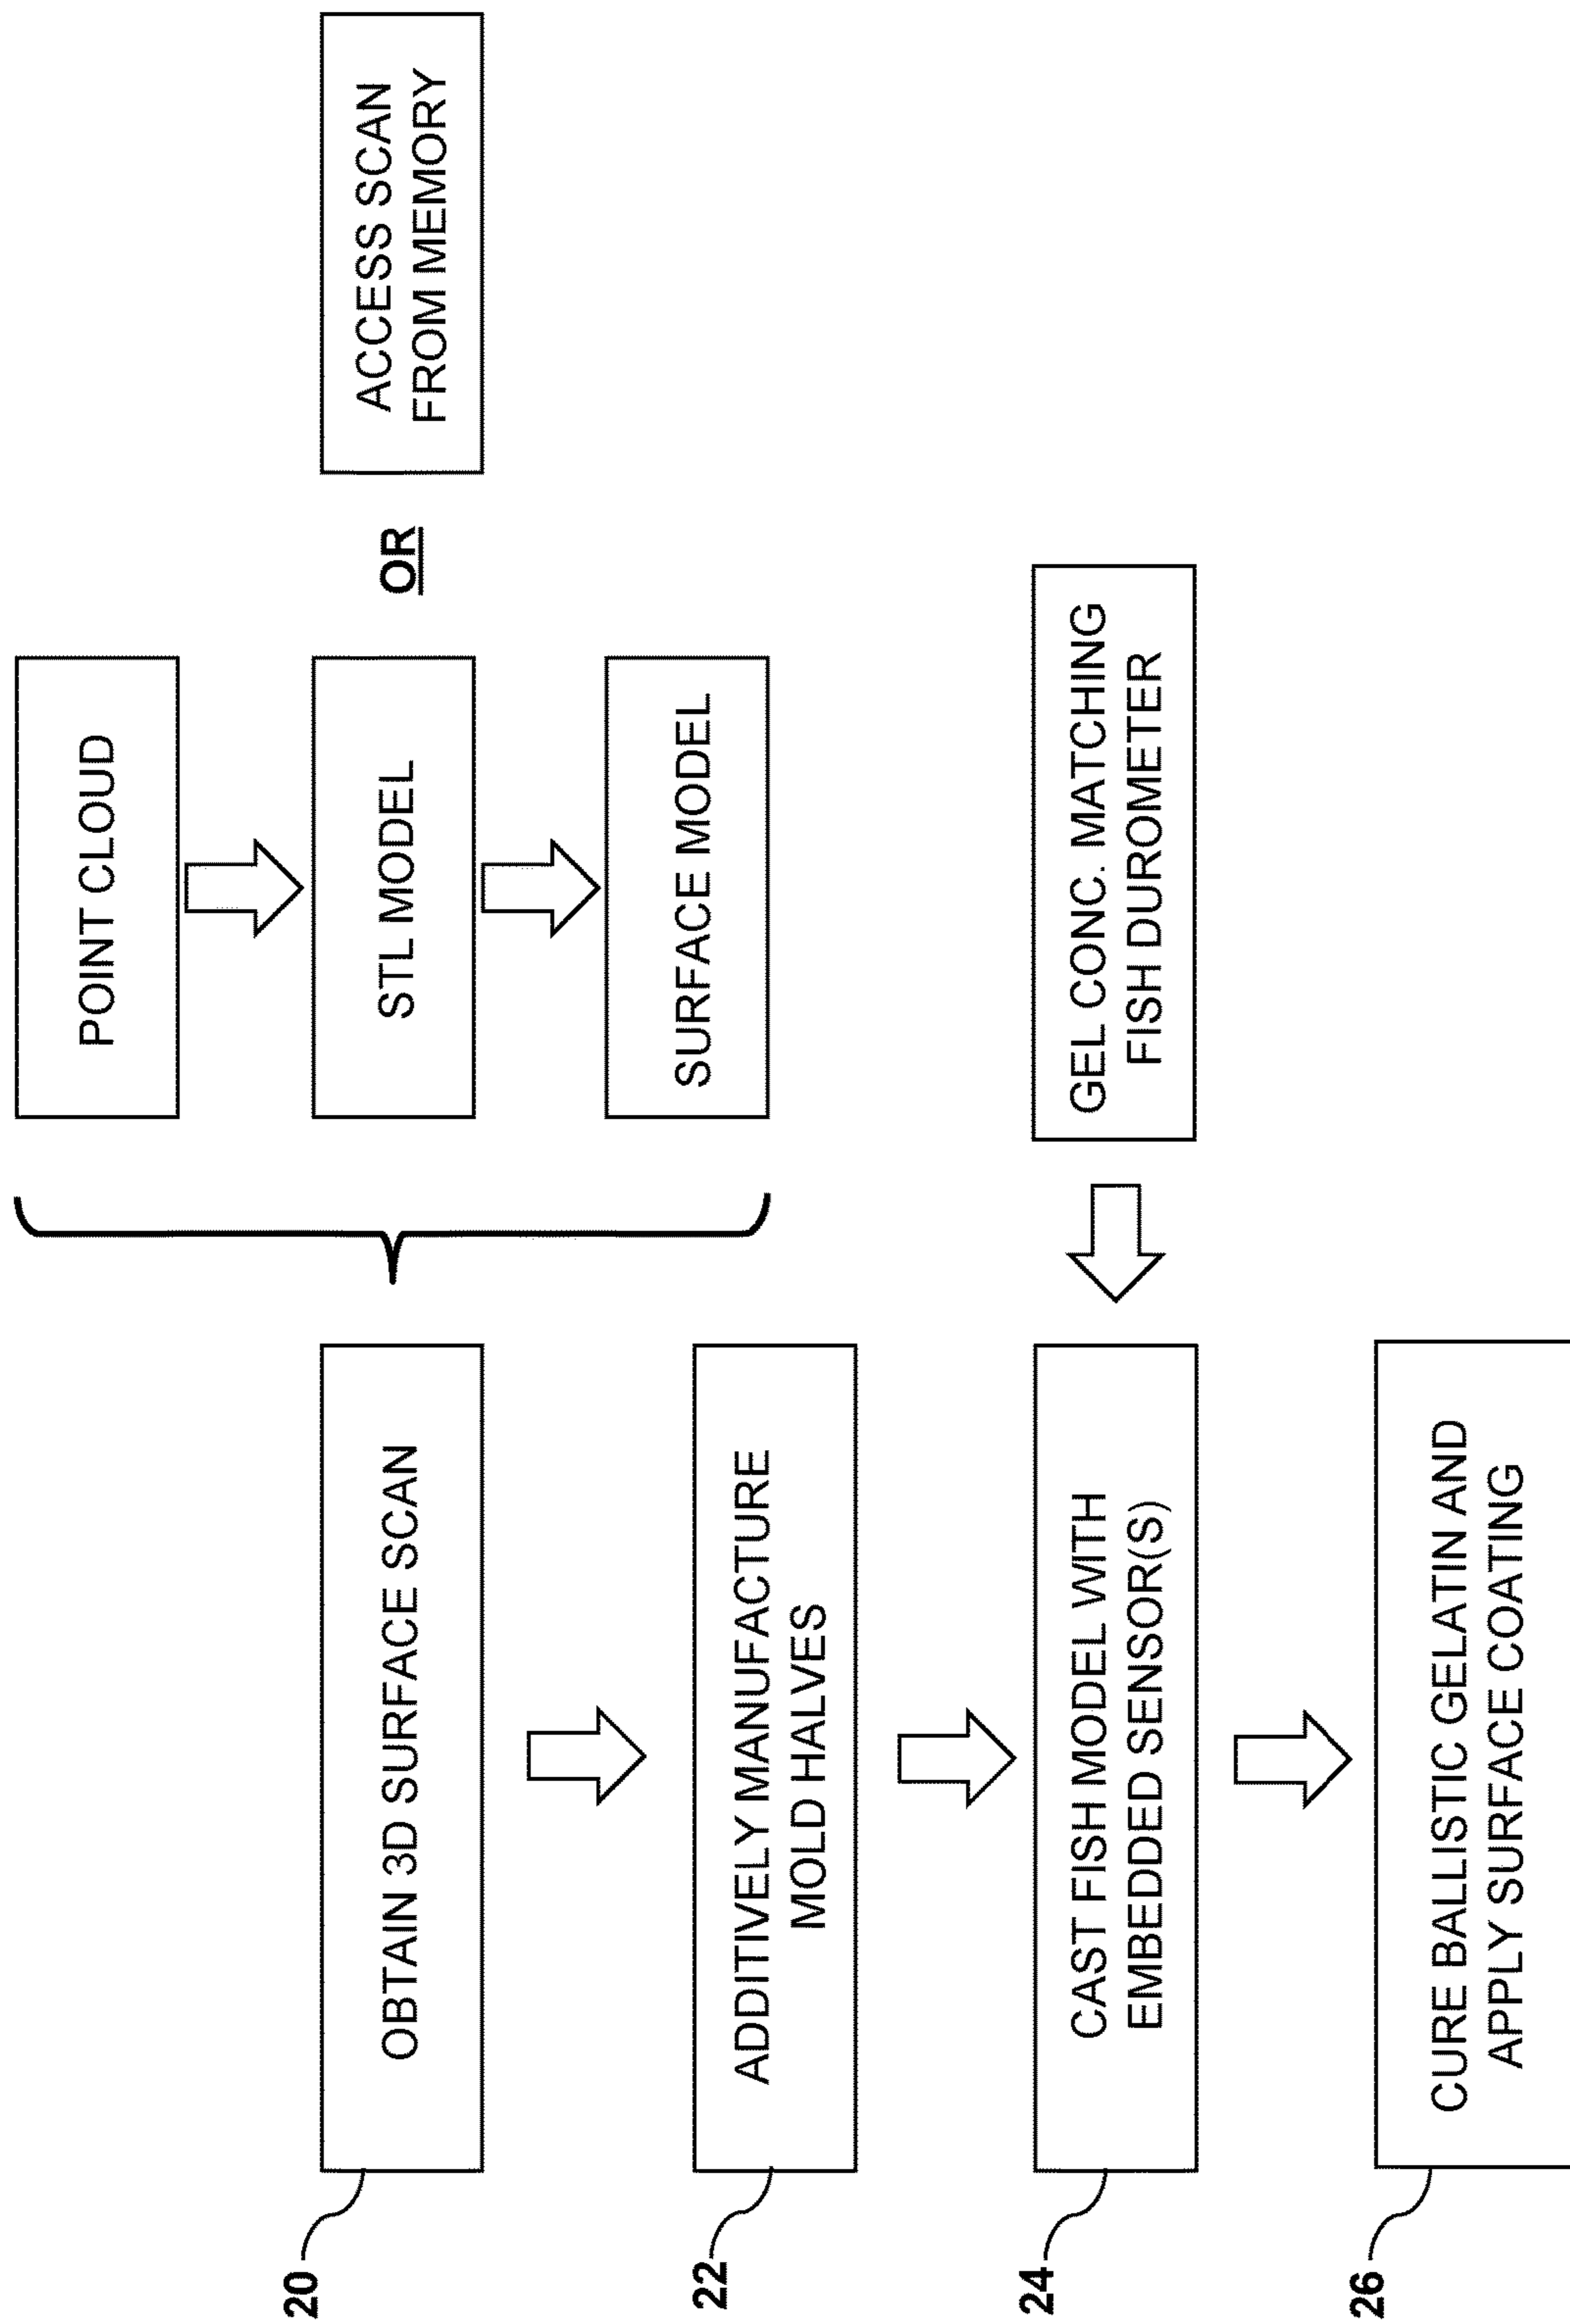 POINT CLOUD
STL MODEL
SURFACE MODEL
OR
ACCESS SCAN
FROM MEMORY
20
OBTAIN 3D SURFACE SCAN
22
ADDITIVELY MANUFACTURE
MOLD HALVES
24
CAST FISH MODEL WITH
EMBEDDED SENSOR(S)
GEL CONC. MATCHING
FISH DUROMETER
26
CURE BALLISTIC GELATIN AND
APPLY SURFACE COATING